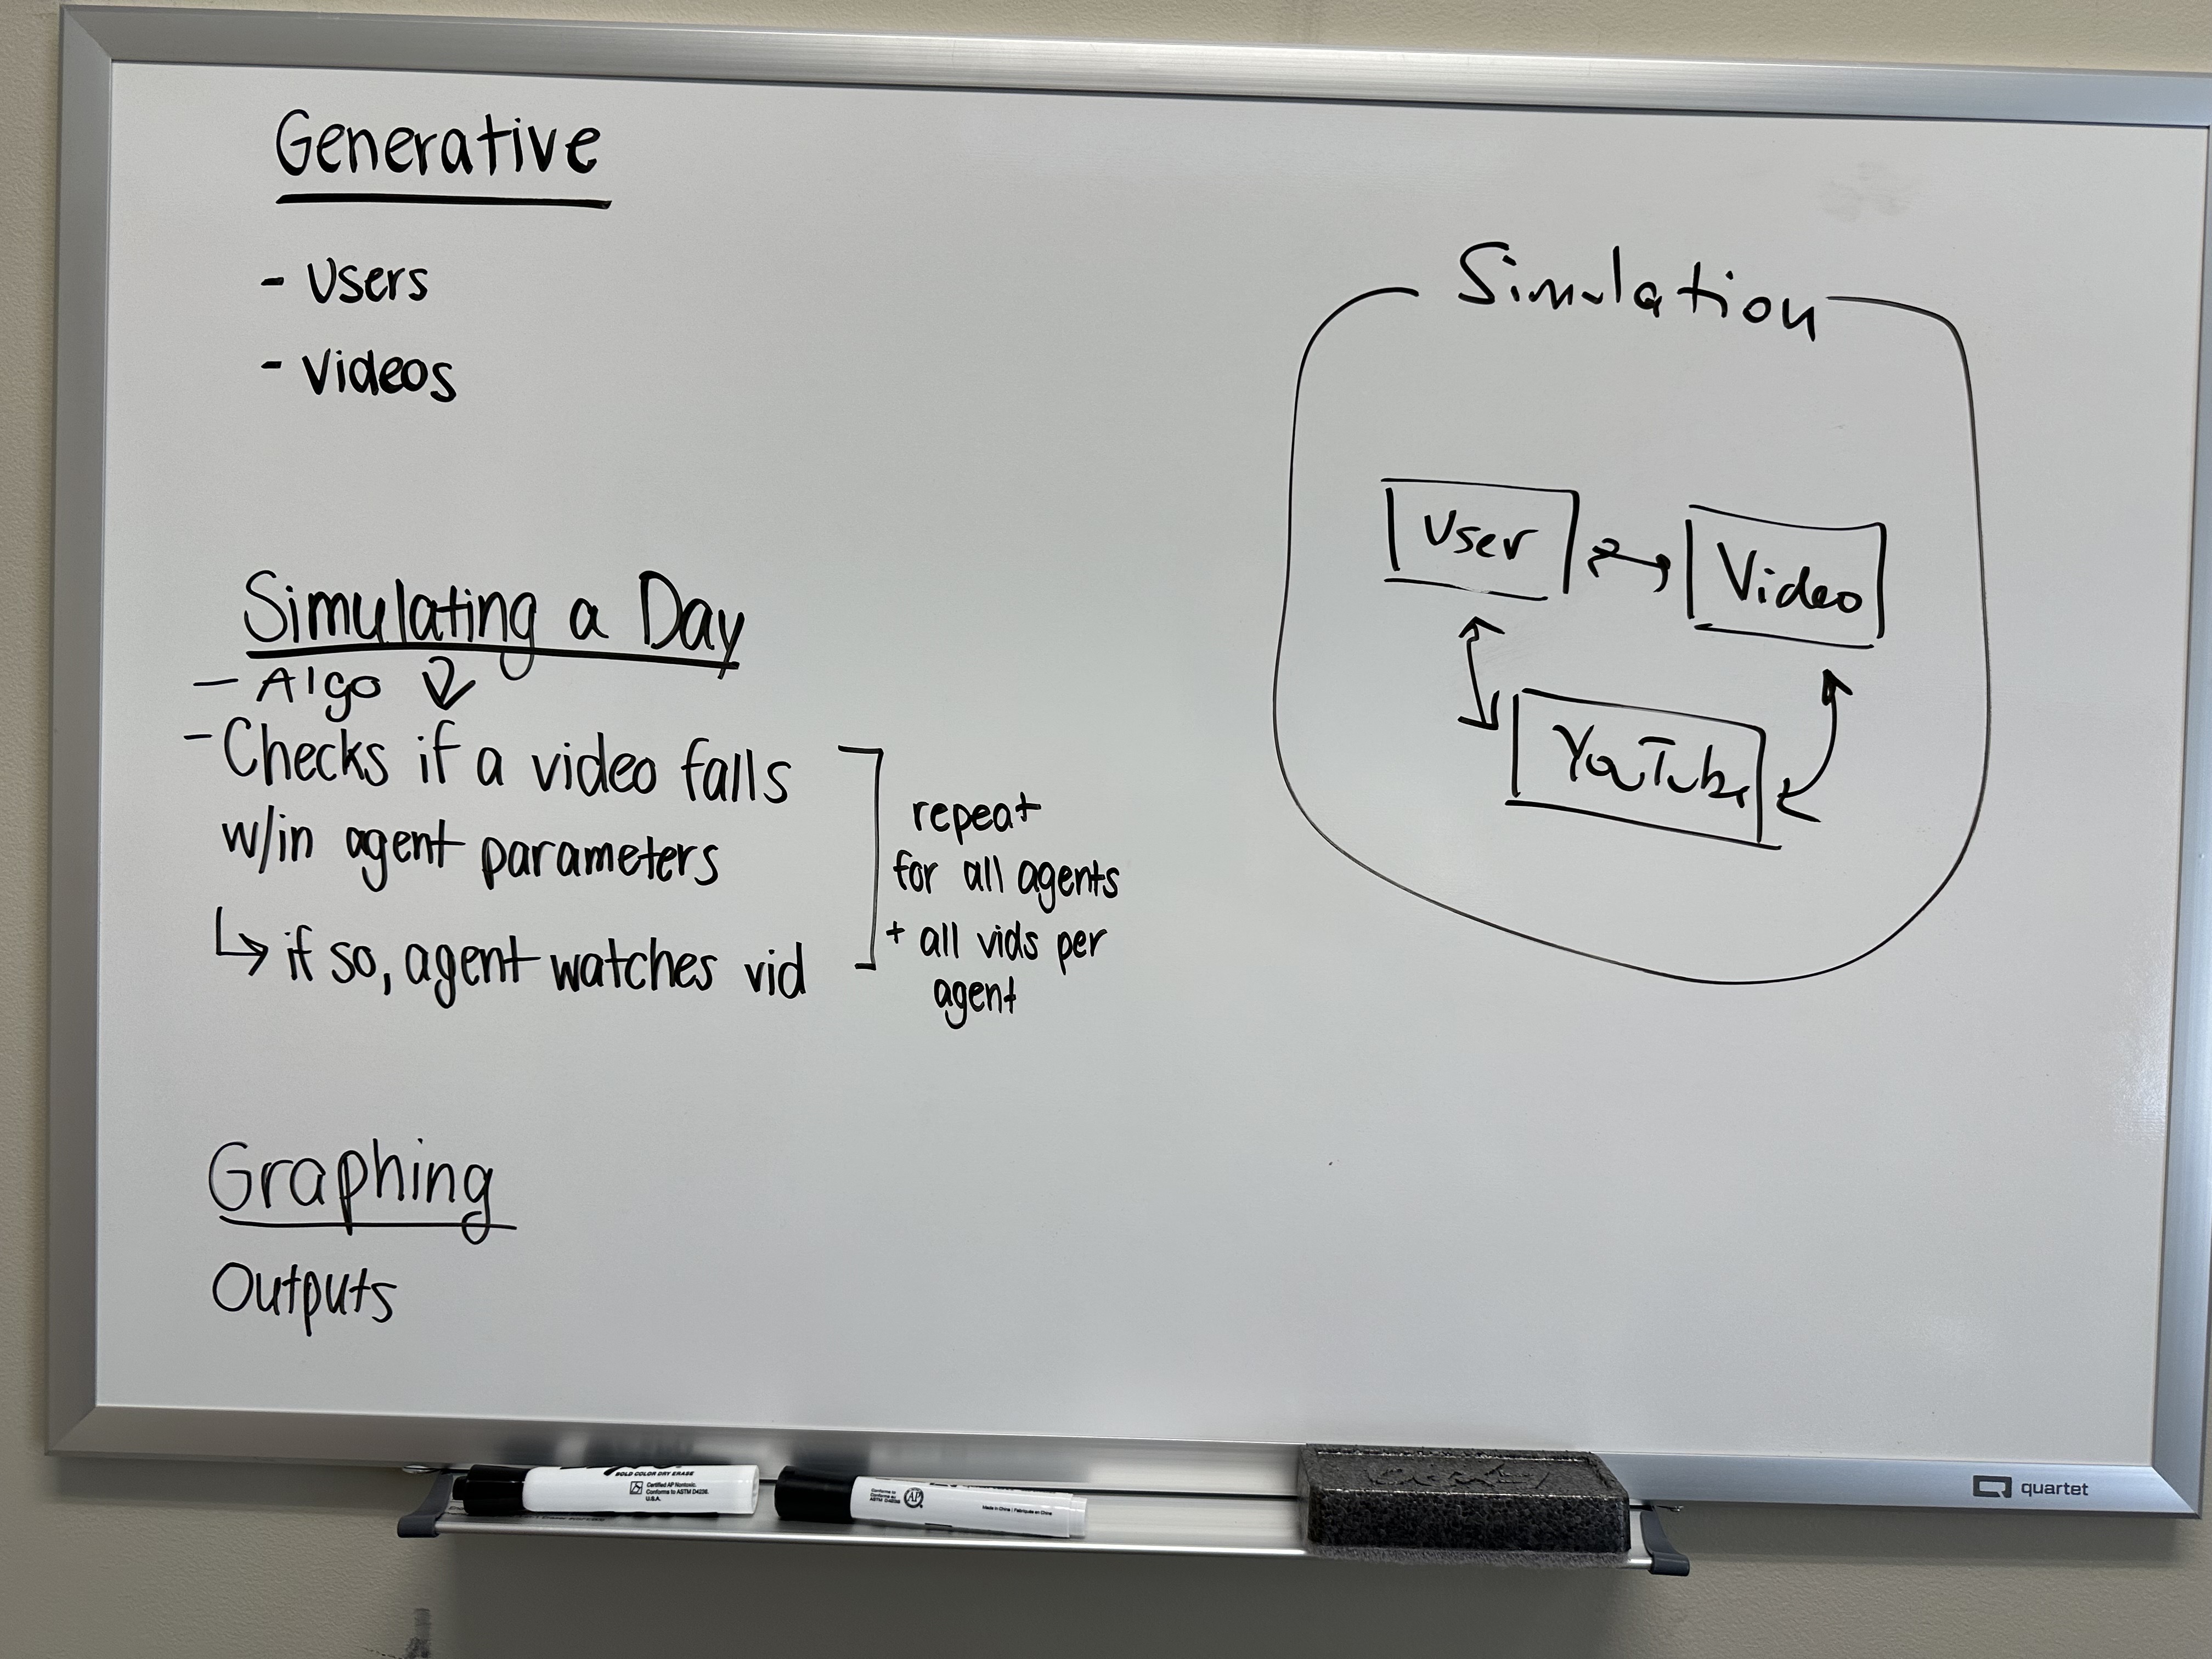 Generative
- Users
- Videos
Simulating a Day
- Algo
- Checks if a video falls
w/in agent parameters
↳ if so, agent watches vid
repeat
for all agents
+ all vids per
agent
Graphing
Outputs
Simulation
User
Video
YouTube
BOLD COLOR DRY ERASE
Certified AP Nontoxic.
Conforms to ASTM D4236.
U.S.A.
Conforms to
ASTM D4236
AP
Made in China / Fabriqués en Chine
quartet